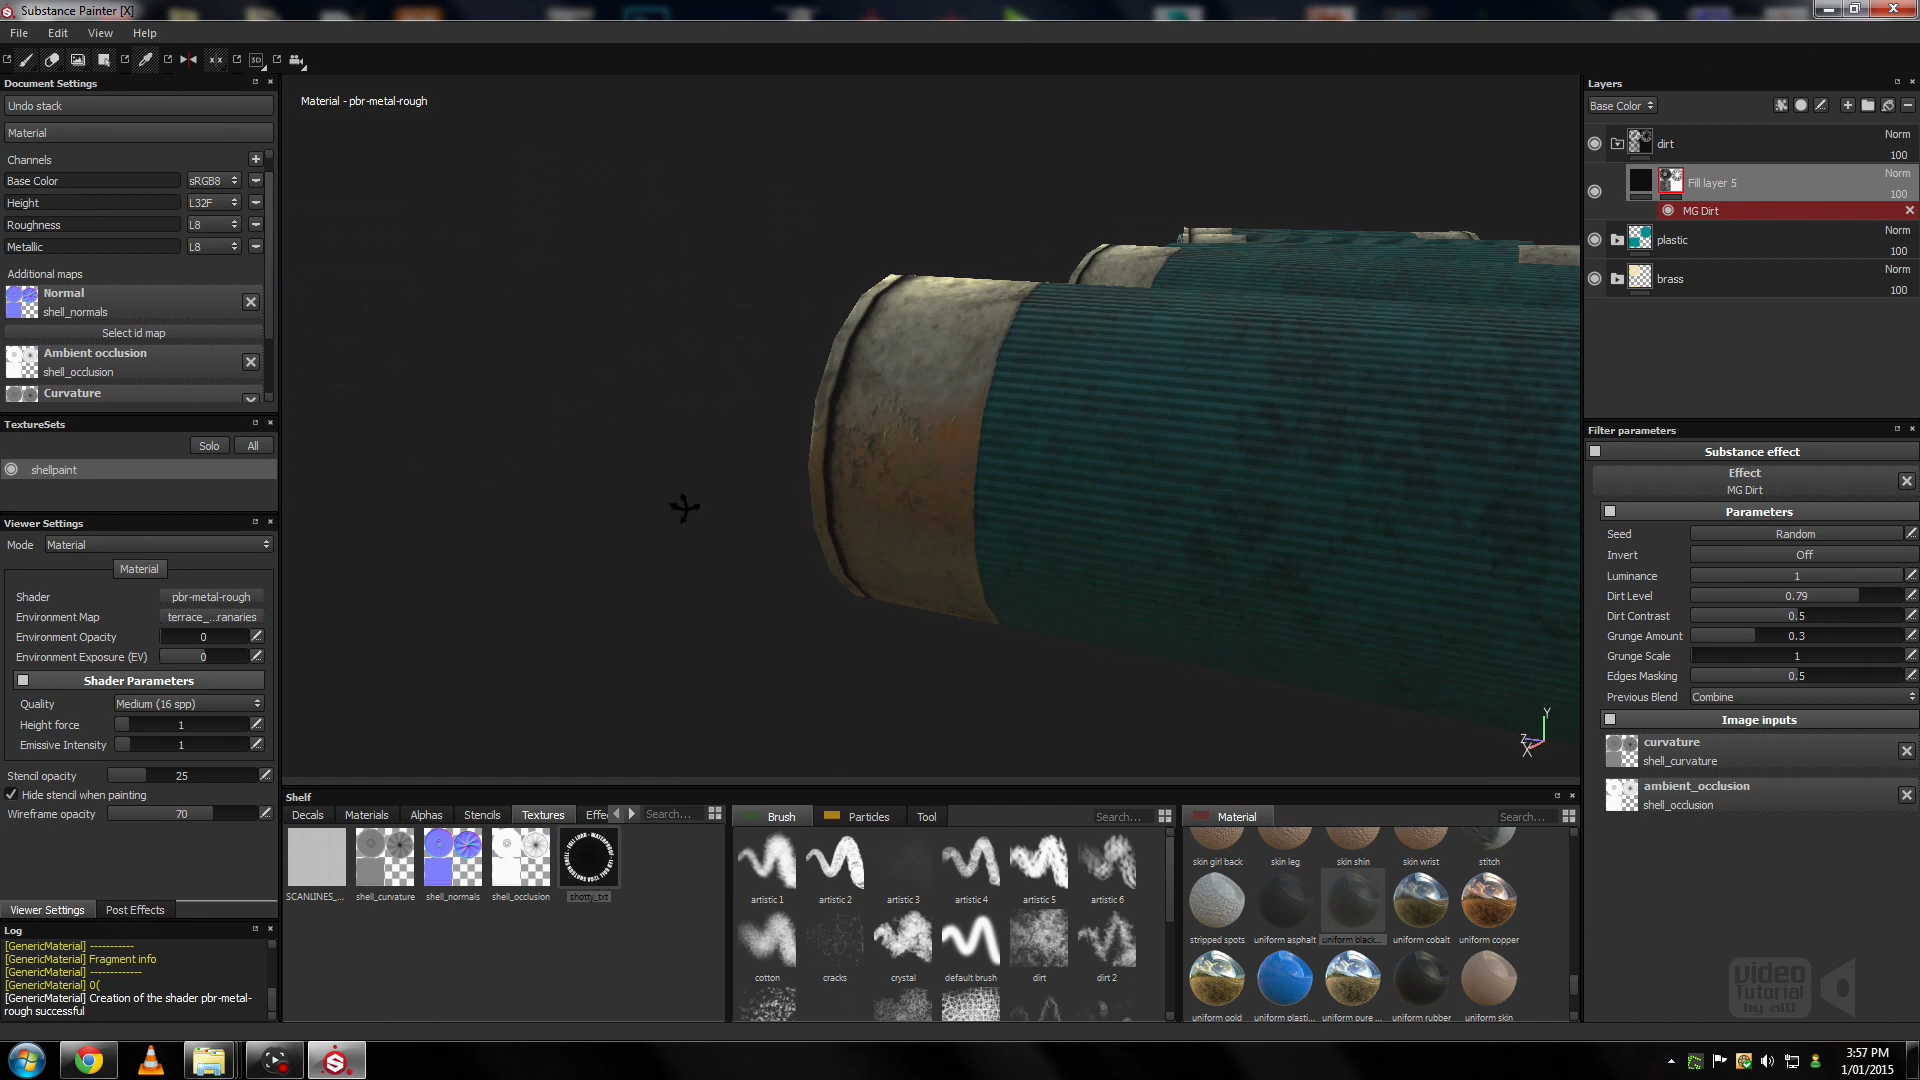 Substance Painter [X]
File Edit View Help
Document Settings
Undo stack
Material
Channels
Base Color sRGB8
Height L32F
Roughness L8
Metallic L8
Additional maps
Normal
shell_normals
Select id map
Ambient occlusion
shell_occlusion
Curvature
TextureSets
Solo All
shellpaint
Viewer Settings
Mode Material
Material
Shader pbr-metal-rough
Environment Map terrace_...ranaries
Environment Opacity 0
Environment Exposure (EV) 0
Shader Parameters
Quality Medium (16 spp)
Height force 1
Emissive Intensity 1
Stencil opacity 25
Hide stencil when painting
Wireframe opacity 70
Viewer Settings Post Effects
Log
[GenericMaterial] -----------
[GenericMaterial] Fragment info
[GenericMaterial] -------------
[GenericMaterial] 0(
[GenericMaterial] Creation of the shader pbr-metal-
rough successful
Material - pbr-metal-rough
3D
Y
Z
X
Shelf
Decals Materials Alphas Stencils Textures Effe Search...
SCANLINES_... shell_curvature shell_normals shell_occlusion shotty_txt
Brush Particles Tool Search...
artistic 1 artistic 2 artistic 3 artistic 4 artistic 5 artistic 6
cotton cracks crystal default brush dirt dirt 2
Material Search...
skin girl back skin leg skin shin skin wrist stitch
stripped spots uniform asphalt uniform black... uniform cobalt uniform copper
uniform gold uniform plasti... uniform pure ... uniform rubber uniform skin
Layers
Base Color
dirt Norm 100
Fill layer 5 Norm 100
MG Dirt
plastic Norm 100
brass Norm 100
Filter parameters
Substance effect
Effect
MG Dirt
Parameters
Seed Random
Invert Off
Luminance 1
Dirt Level 0.79
Dirt Contrast 0.5
Grunge Amount 0.3
Grunge Scale 1
Edges Masking 0.5
Previous Blend Combine
Image inputs
curvature
shell_curvature
ambient_occlusion
shell_occlusion
video
Tutorial
by al0
3:57 PM
1/01/2015